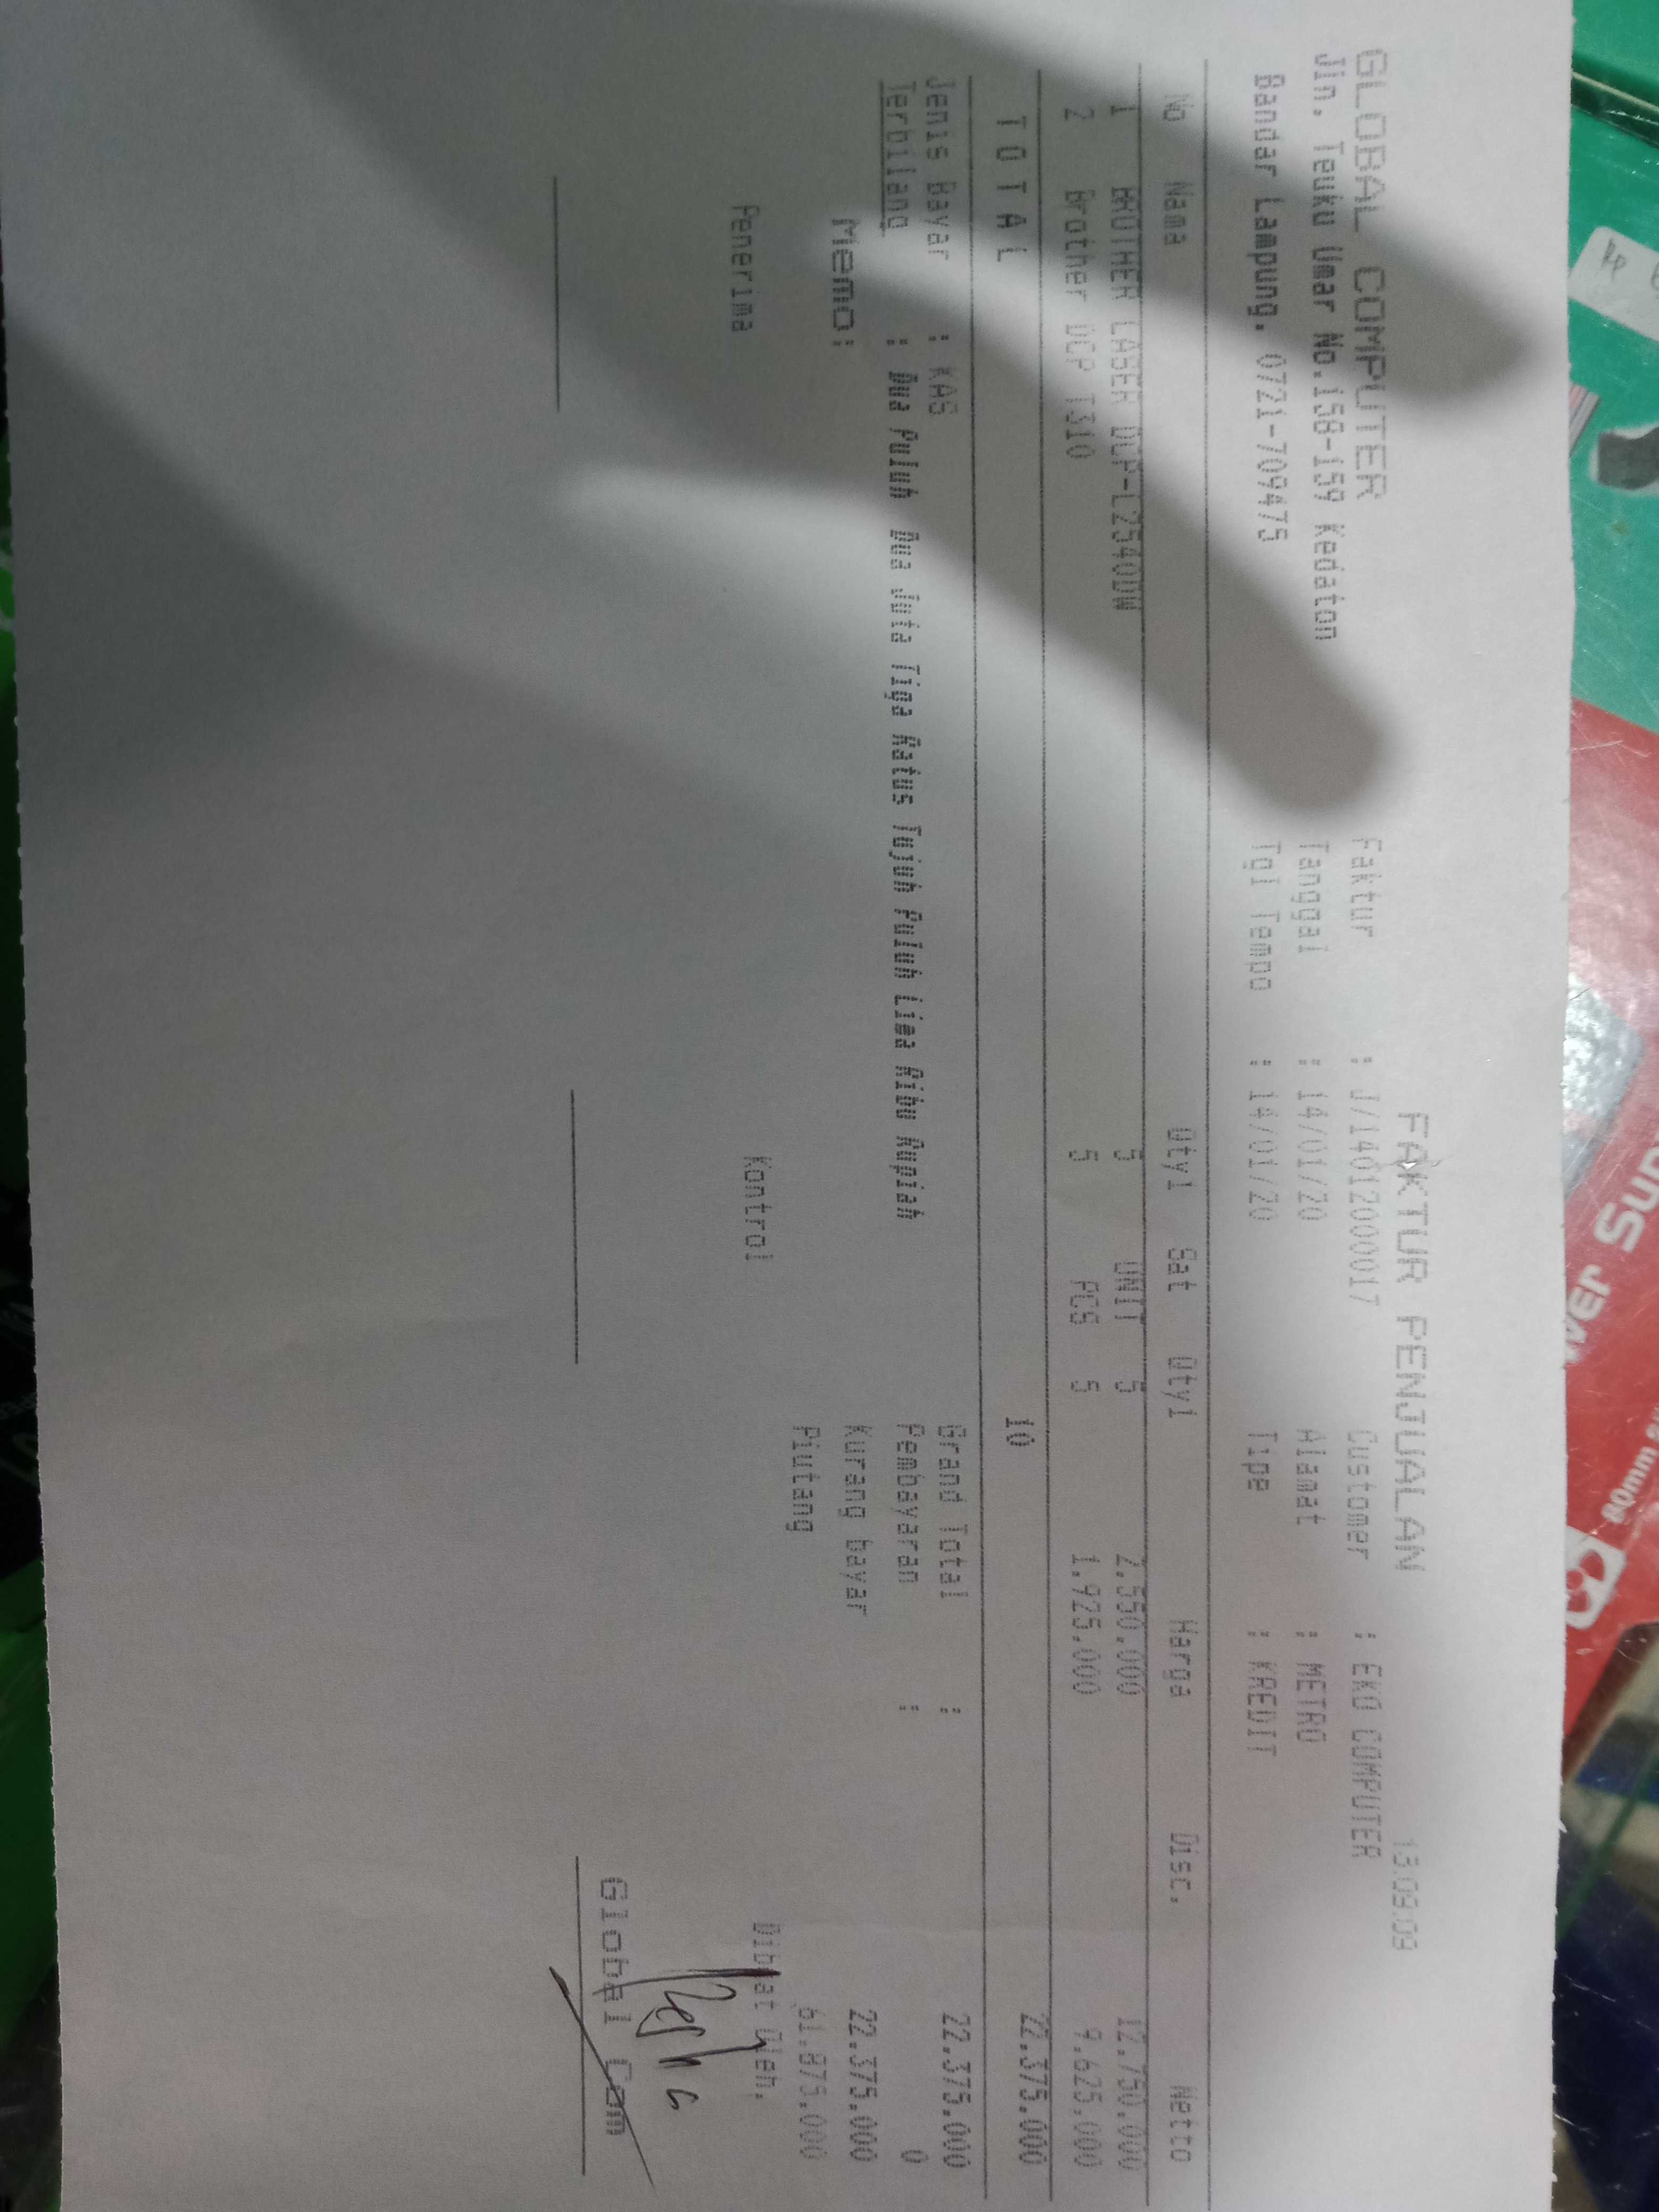 FAKTUR PENJUALAN 13:09:09
GLOBAL COMPUTER Faktur : J/1401200017 Customer : EKO COMPUTER
Jln. Teuku Umar No.158-159 Kedaton Tanggal : 14/01/20 Alamat : METRO
Bandar Lampung. 0721-709475 Tgl Tempo : 14/01/20 Tipe : KREDIT
No Nama Qty1 Sat Qty1 Harga Disc. Netto
1 BROTHER LASER DCP-L2540DW 5 UNIT 5 2.550.000 12.750.000
2 Brother DCP T310 5 PCS 5 1.925.000 9.625.000
T O T A L 10 22.375.000
Jenis Bayar : KAS Grand Total : 22.375.000
Terbilang : Dua Puluh Dua Juta Tiga Ratus Tujuh Puluh Lima Ribu Rupiah Pembayaran : 0
Memo: Kurang bayar 22.375.000
Piutang 61.875.000
Penerima Kontrol Dibuat Oleh,
Global Com
Rp
wer Sup
80mm